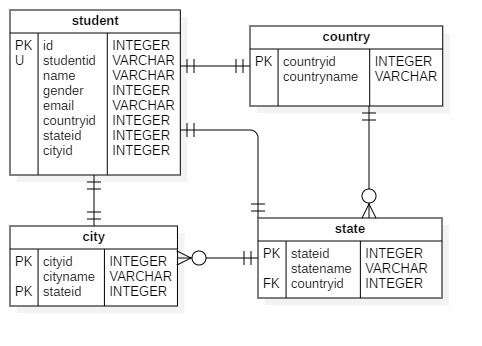 student
PK id INTEGER
U studentid VARCHAR
name VARCHAR
gender INTEGER
email VARCHAR
countryid INTEGER
stateid INTEGER
cityid INTEGER
country
PK countryid INTEGER
countryname VARCHAR
city
PK cityid INTEGER
cityname VARCHAR
PK stateid INTEGER
state
PK stateid INTEGER
statename VARCHAR
FK countryid INTEGER